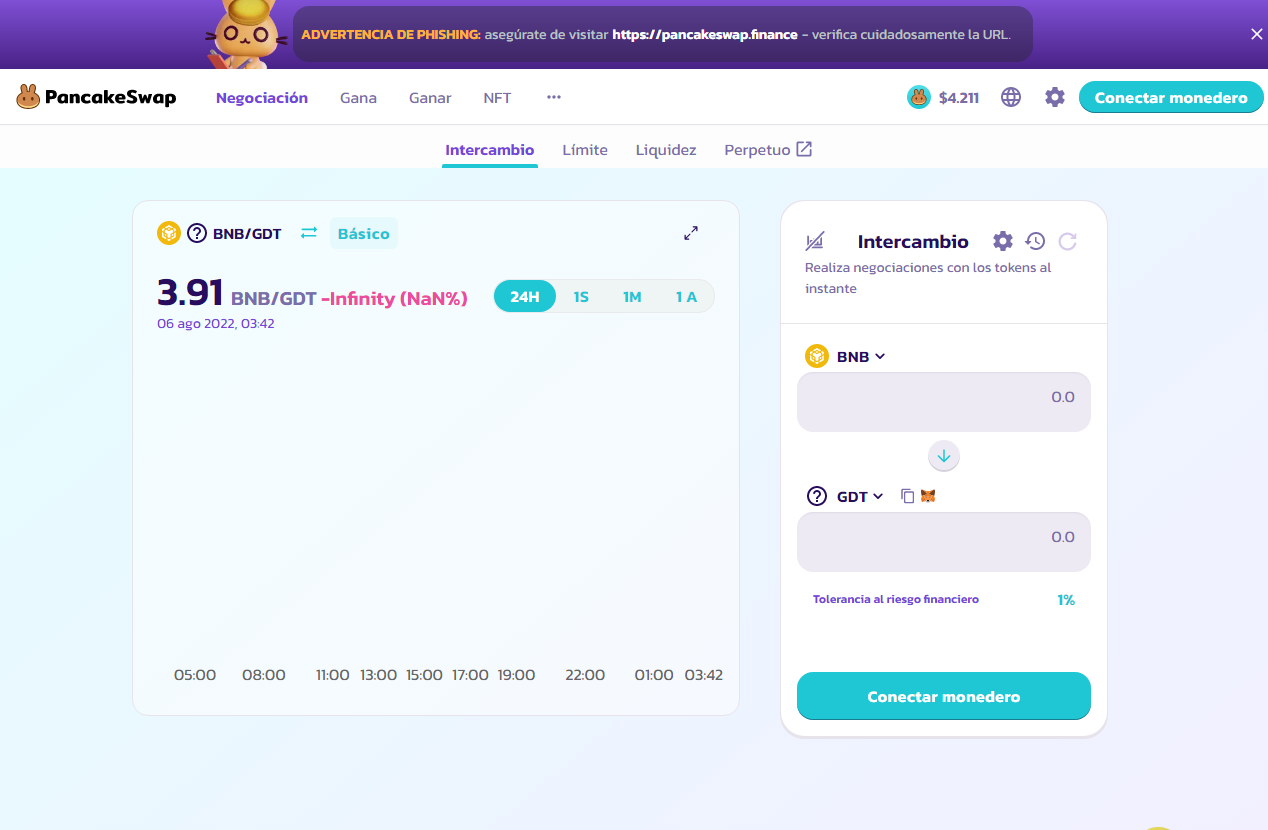 ADVERTENCIA DE PHISHING: asegúrate de visitar https://pancakeswap.finance - verifica cuidadosamente la URL.
PancakeSwap Negociación Gana Ganar NFT ••• $4.211 Conectar monedero
Intercambio Límite Liquidez Perpetuo
BNB/GDT Básico
3.91 BNB/GDT -Infinity (NaN%) 24H 1S 1M 1 A
06 ago 2022, 03:42
05:00 08:00 11:00 13:00 15:00 17:00 19:00 22:00 01:00 03:42
Intercambio
Realiza negociaciones con los tokens al
instante
BNB
0.0
GDT
0.0
Tolerancia al riesgo financiero 1%
Conectar monedero